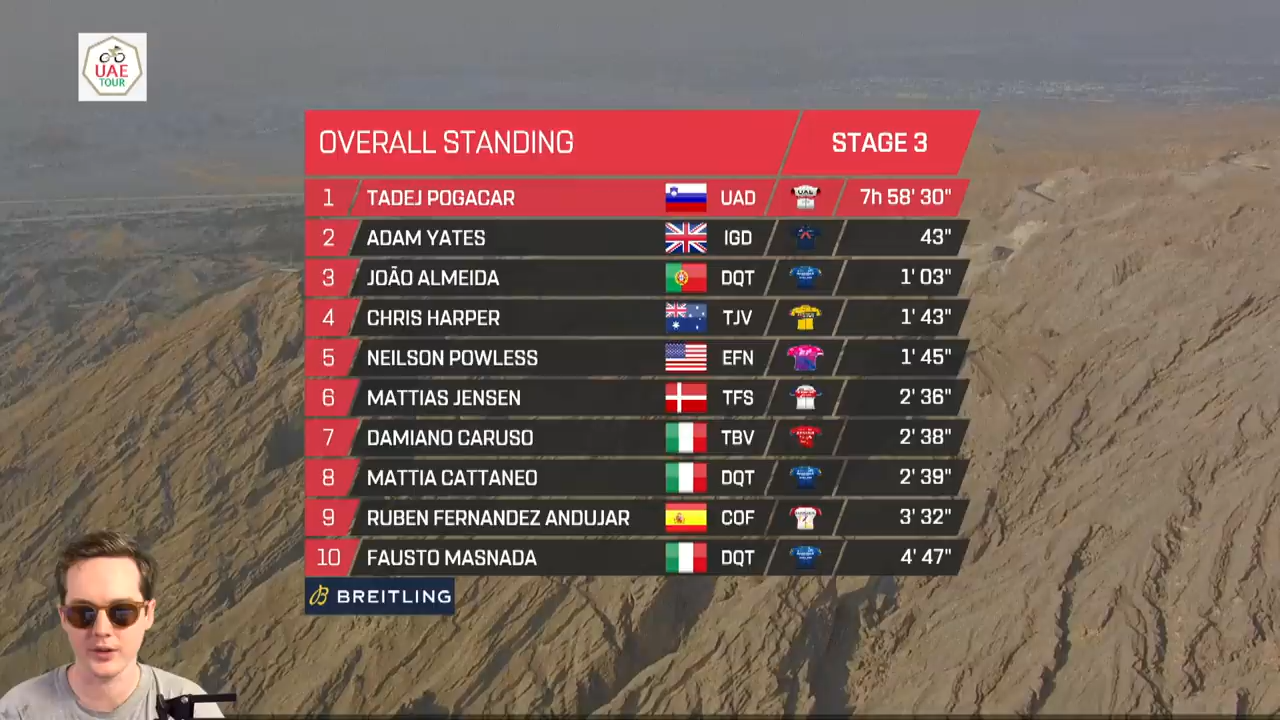 UAE
TOUR
OVERALL STANDING STAGE 3
1 TADEJ POGACAR UAD UAE 7h 58' 30"
2 ADAM YATES IGD 43"
3 JOÃO ALMEIDA DQT 1' 03"
4 CHRIS HARPER TJV 1' 43"
5 NEILSON POWLESS EFN 1' 45"
6 MATTIAS JENSEN TFS 2' 36"
7 DAMIANO CARUSO TBV 2' 38"
8 MATTIA CATTANEO DQT 2' 39"
9 RUBEN FERNANDEZ ANDUJAR COF 3' 32"
10 FAUSTO MASNADA DQT 4' 47"
B BREITLING